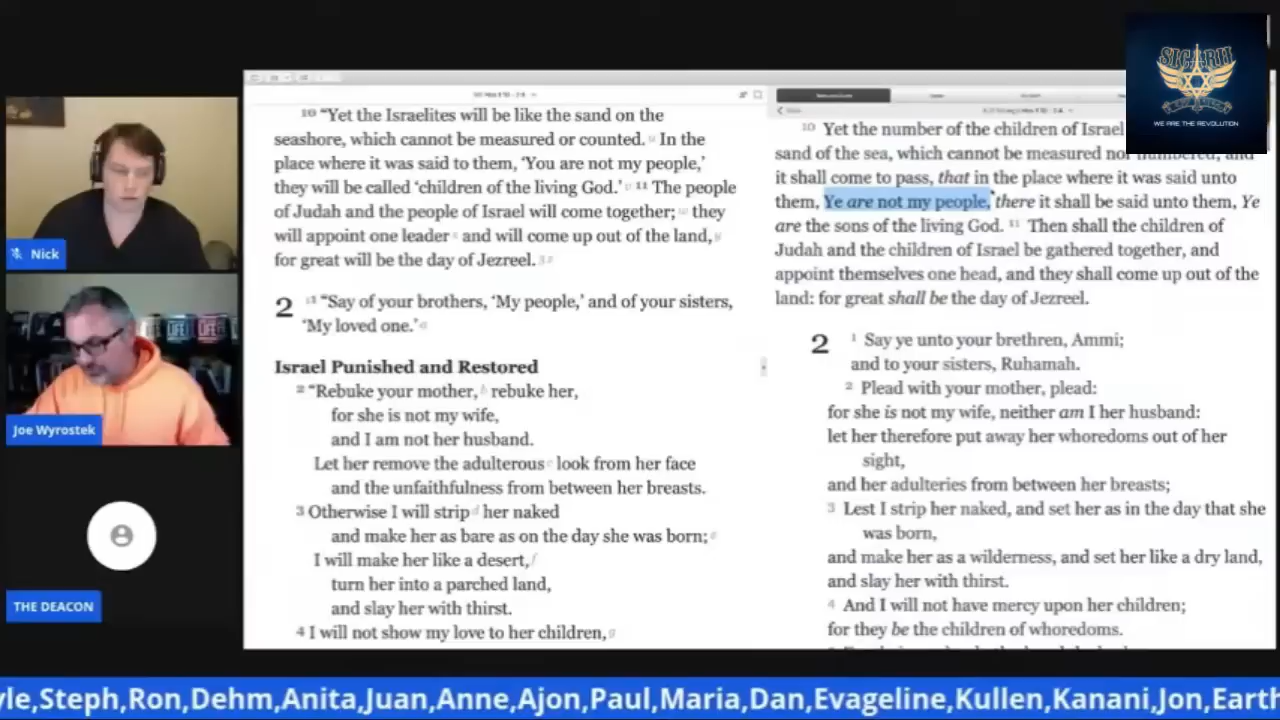 SICARII
WE ARE THE REVOLUTION
Nick
LIFE
LIFE
Joe Wyrostek
THE DEACON
10 “Yet the Israelites will be like the sand on the
seashore, which cannot be measured or counted. In the
place where it was said to them, ‘You are not my people,’
they will be called ‘children of the living God.’ 11 The people
of Judah and the people of Israel will come together; they
will appoint one leader and will come up out of the land,
for great will be the day of Jezreel.
2 1 “Say of your brothers, ‘My people,’ and of your sisters,
‘My loved one.’
Israel Punished and Restored
2 “Rebuke your mother, rebuke her,
for she is not my wife,
and I am not her husband.
Let her remove the adulterous look from her face
and the unfaithfulness from between her breasts.
3 Otherwise I will strip her naked
and make her as bare as on the day she was born;
I will make her like a desert,
turn her into a parched land,
and slay her with thirst.
4 I will not show my love to her children,
10 Yet the number of the children of Israel
sand of the sea, which cannot be measured nor numbered; and
it shall come to pass, that in the place where it was said unto
them, Ye are not my people, there it shall be said unto them, Ye
are the sons of the living God. 11 Then shall the children of
Judah and the children of Israel be gathered together, and
appoint themselves one head, and they shall come up out of the
land: for great shall be the day of Jezreel.
2 1 Say ye unto your brethren, Ammi;
and to your sisters, Ruhamah.
2 Plead with your mother, plead:
for she is not my wife, neither am I her husband:
let her therefore put away her whoredoms out of her
sight,
and her adulteries from between her breasts;
3 Lest I strip her naked, and set her as in the day that she
was born,
and make her as a wilderness, and set her like a dry land,
and slay her with thirst.
4 And I will not have mercy upon her children;
for they be the children of whoredoms.
yle,Steph,Ron,Dehm,Anita,Juan,Anne,Ajon,Paul,Maria,Dan,Evageline,Kullen,Kanani,Jon,Earth